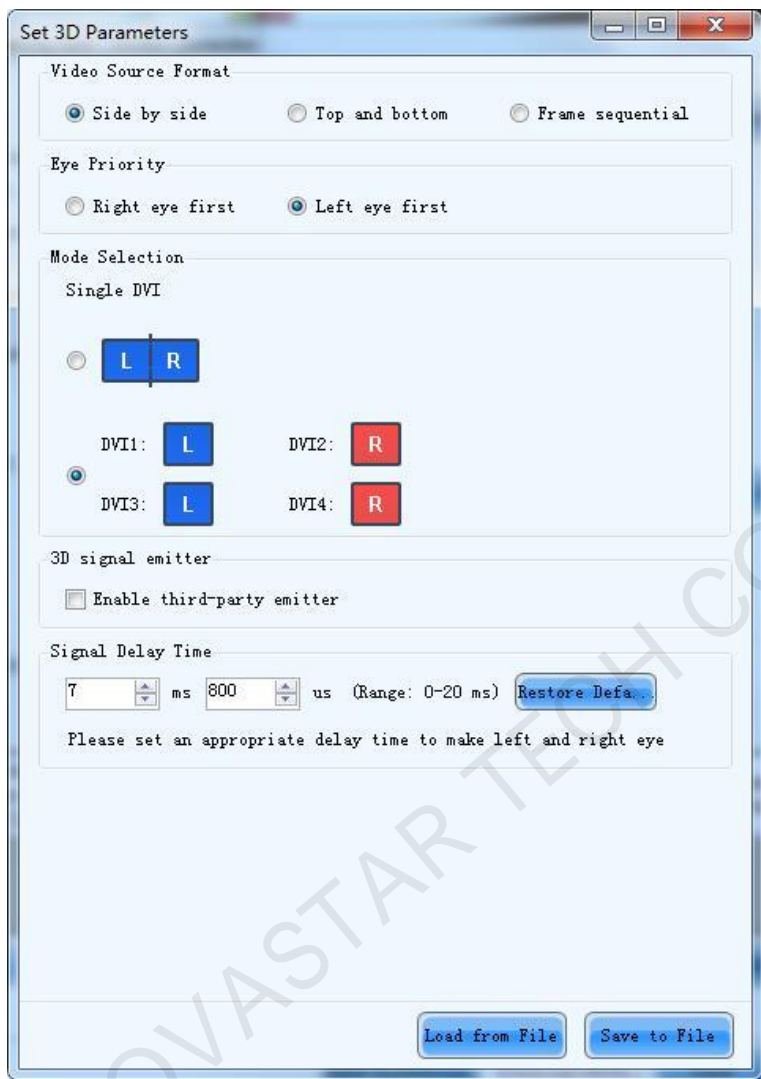 Set 3D Parameters
Video Source Format
Side by side Top and bottom Frame sequential
Eye Priority
Right eye first Left eye first
Mode Selection
Single DVI
L R
DVI1: L DVI2: R
DVI3: L DVI4: R
3D signal emitter
Enable third-party emitter
Signal Delay Time
7 ms 800 us (Range: 0-20 ms) Restore Defa...
Please set an appropriate delay time to make left and right eye
Load from File Save to File
OVASTAR TECH CO